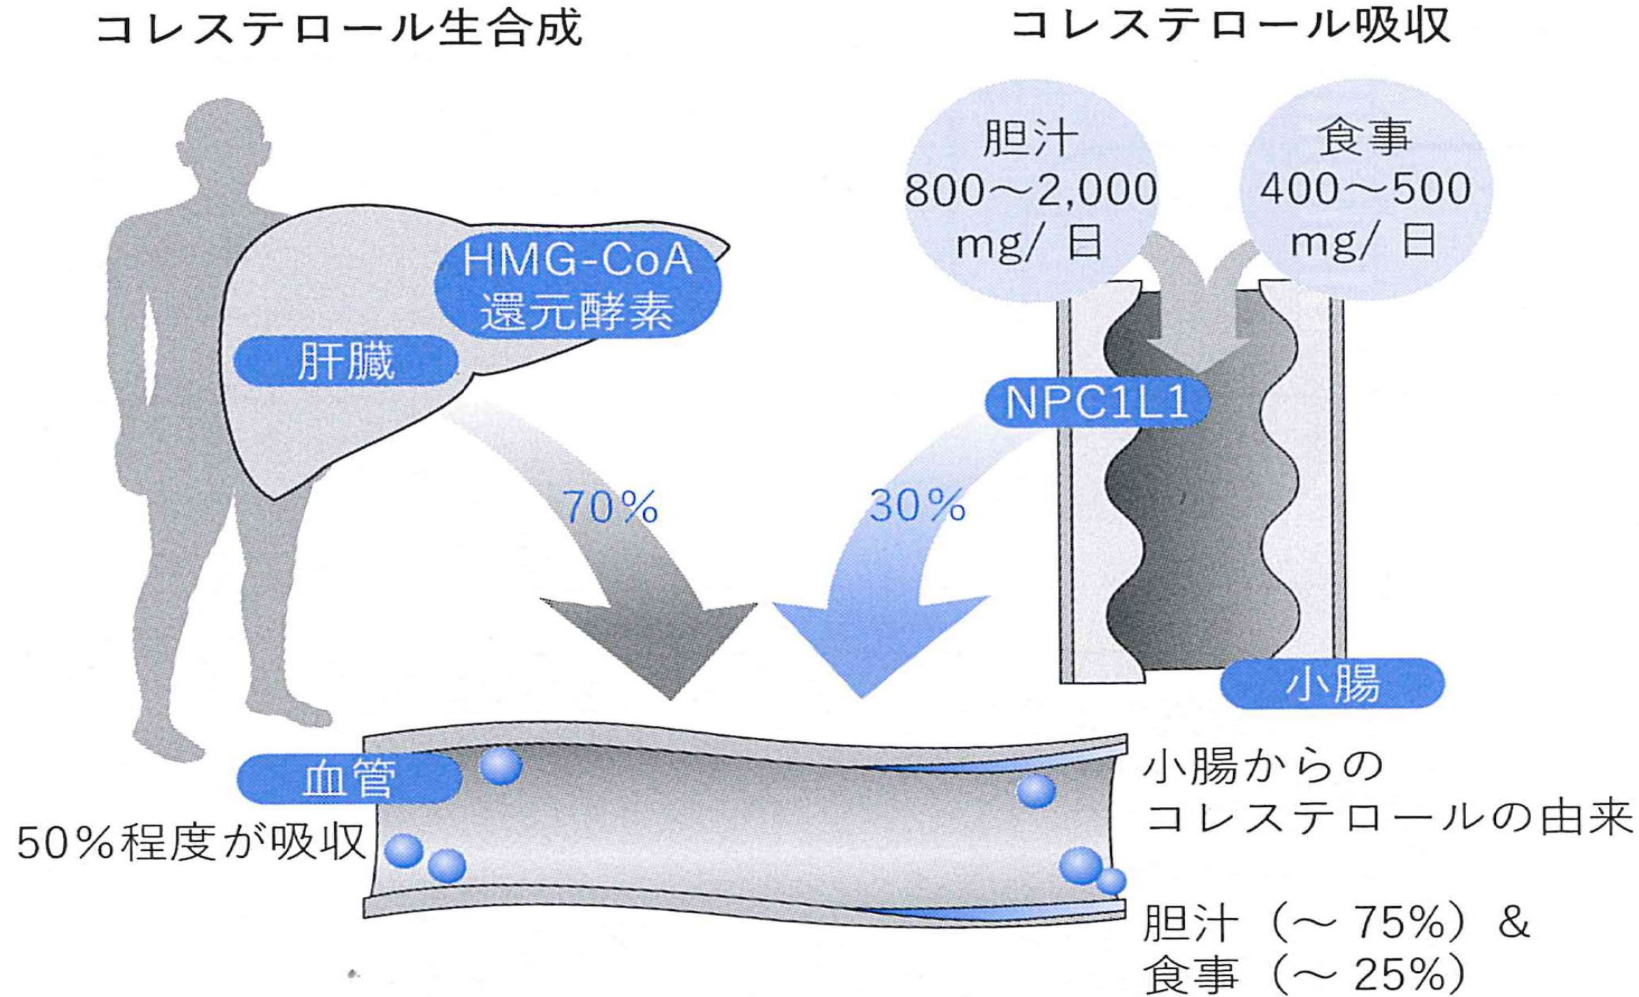 コレステロール生合成
コレステロール吸収
胆汁
800〜2,000
mg/ 日
食事
400〜500
mg/ 日
HMG-CoA
還元酵素
肝臓
NPC1L1
70%
30%
小腸
血管
50%程度が吸収
小腸からの
コレステロールの由来
胆汁（〜 75%）&
食事（〜 25%）